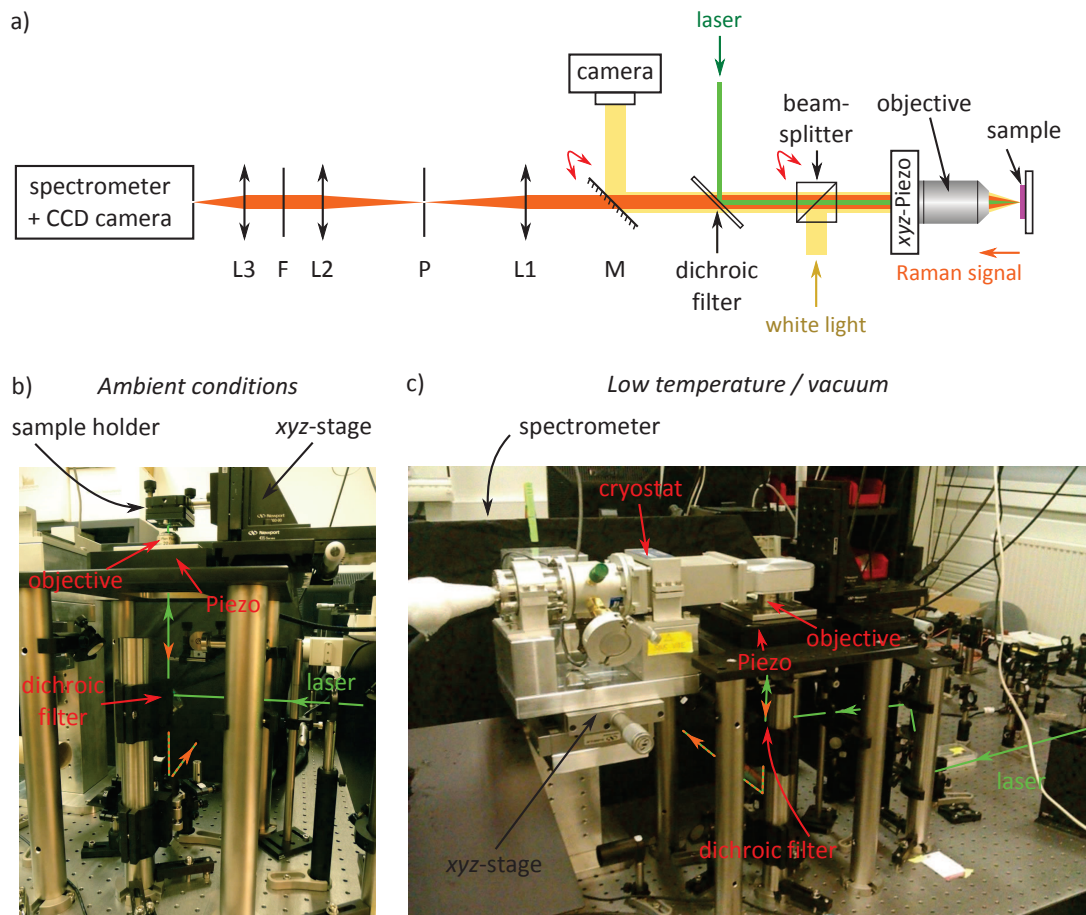 a)
laser
camera
beam-
splitter
objective
sample
spectrometer
+ CCD camera
xyz-Piezo
L3
F
L2
P
L1
M
dichroic
filter
Raman signal
white light
b)
Ambient conditions
c)
Low temperature / vacuum
sample holder
xyz-stage
spectrometer
Newport
Newport
objective
Piezo
dichroic
filter
laser
cryostat
objective
Piezo
laser
xyz-stage
dichroic filter